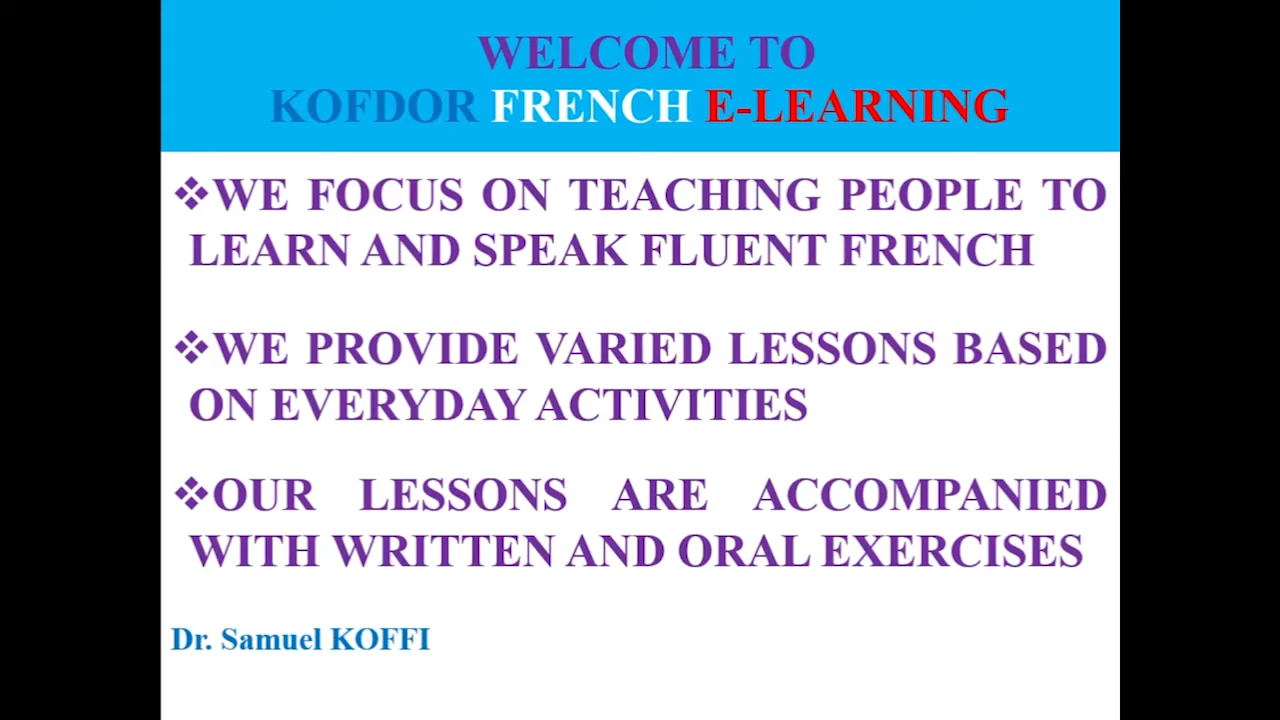 WELCOME TO
KOFDOR FRENCH E-LEARNING
❖WE FOCUS ON TEACHING PEOPLE TO
LEARN AND SPEAK FLUENT FRENCH
❖WE PROVIDE VARIED LESSONS BASED
ON EVERYDAY ACTIVITIES
❖OUR LESSONS ARE ACCOMPANIED
WITH WRITTEN AND ORAL EXERCISES
Dr. Samuel KOFFI